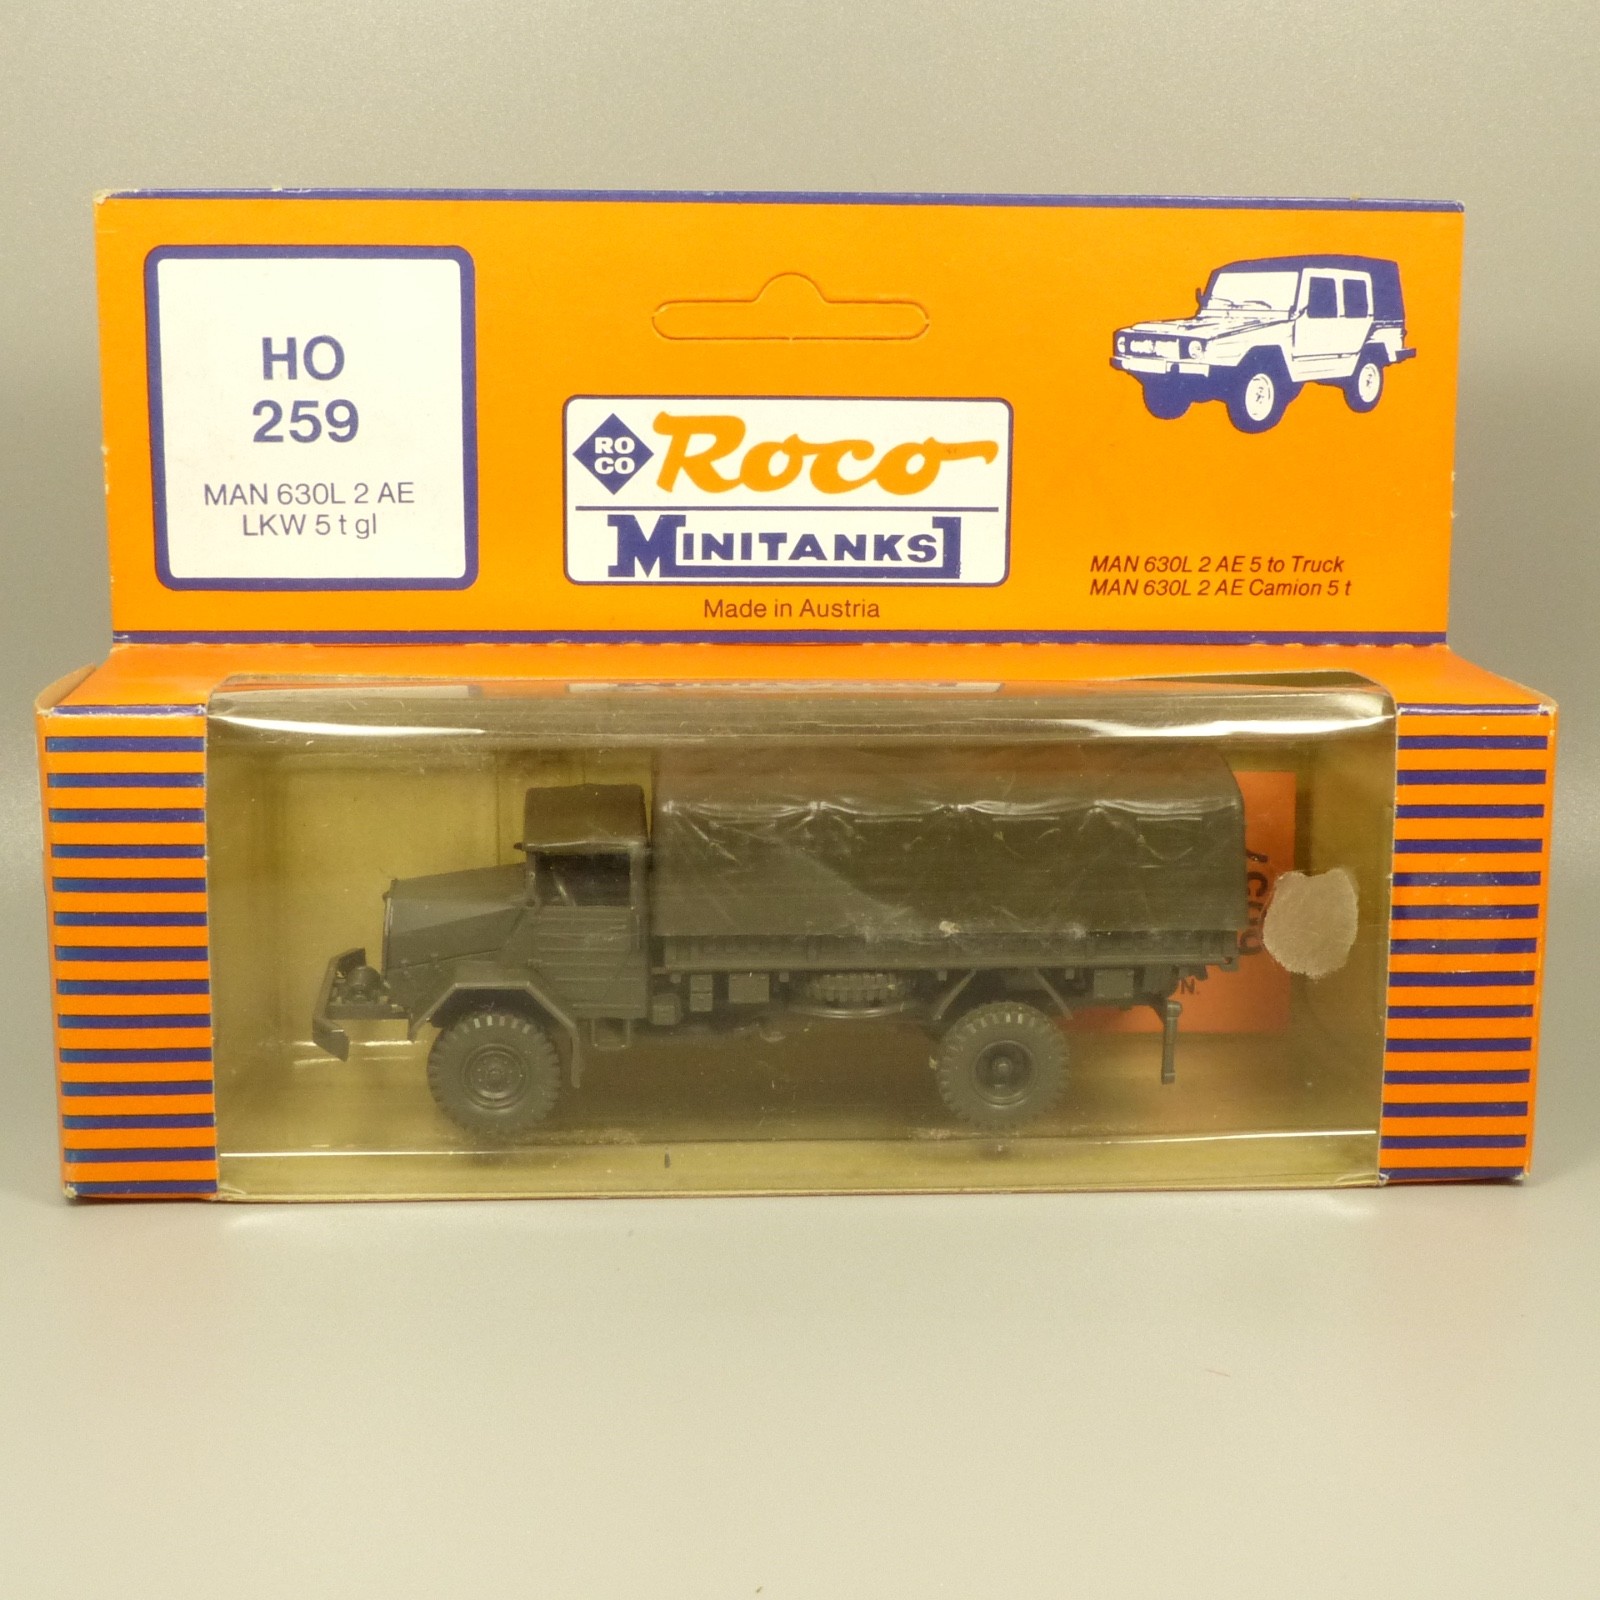 HO
259
MAN 630L 2 AE
LKW 5 t gl
RO
CO
Roco
MINITANKS
Made in Austria
MAN 630L 2 AE 5 to Truck
MAN 630L 2 AE Camion 5 t